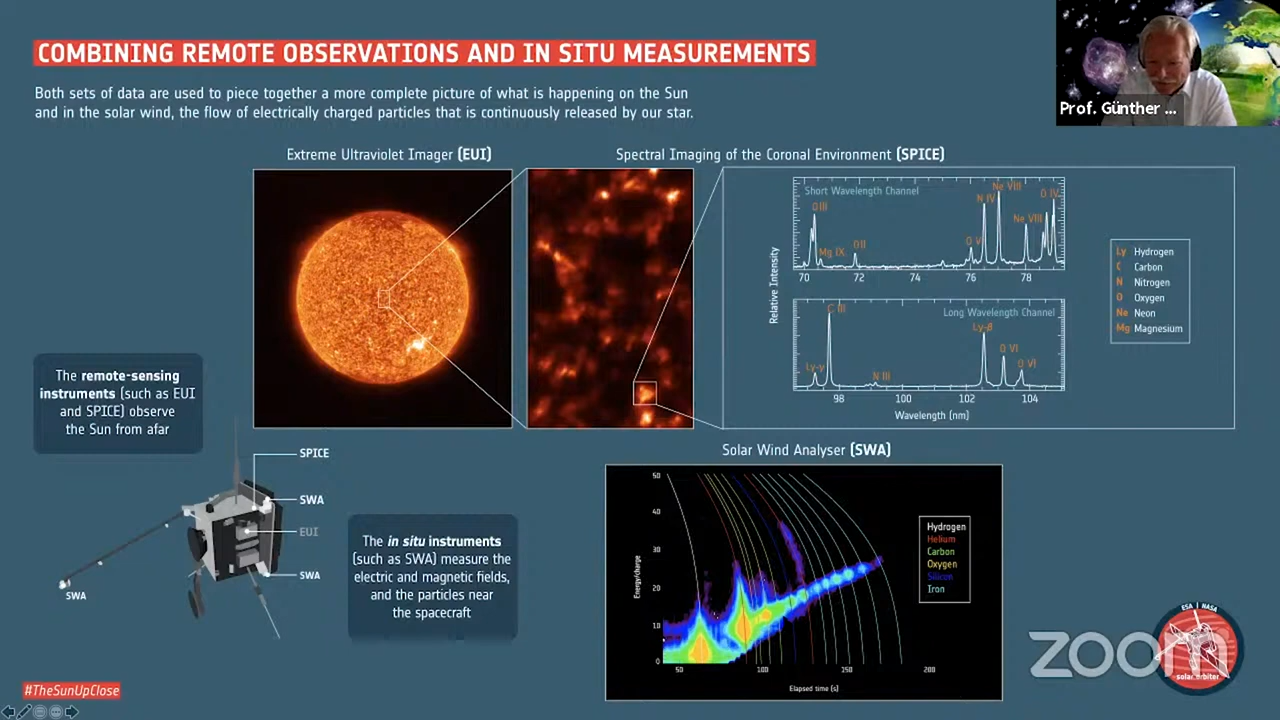 COMBINING REMOTE OBSERVATIONS AND IN SITU MEASUREMENTS
Prof. Günther ...
Both sets of data are used to piece together a more complete picture of what is happening on the Sun
and in the solar wind, the flow of electrically charged particles that is continuously released by our star.
Extreme Ultraviolet Imager (EUI)
Spectral Imaging of the Coronal Environment (SPICE)
Short Wavelength Channel
O III
Mg IX
O II
O V
N IV
Ne VIII
Ne VIII
O IV
70 72 74 76 78
Relative Intensity
Long Wavelength Channel
Ly-γ
C III
N III
Ly-β
O VI
O VI
98 100 102 104
Wavelength (nm)
Ly Hydrogen
C Carbon
N Nitrogen
O Oxygen
Ne Neon
Mg Magnesium
The remote-sensing
instruments (such as EUI
and SPICE) observe
the Sun from afar
SPICE
SWA
EUI
SWA
SWA
The in situ instruments
(such as SWA) measure the
electric and magnetic fields,
and the particles near
the spacecraft
Solar Wind Analyser (SWA)
50
40
30
20
10
0
Energy/charge
50 100 150 200
Elapsed time (s)
Hydrogen
Helium
Carbon
Oxygen
Silicon
Iron
#TheSunUpClose
zoom
ESA | NASA
solar orbiter